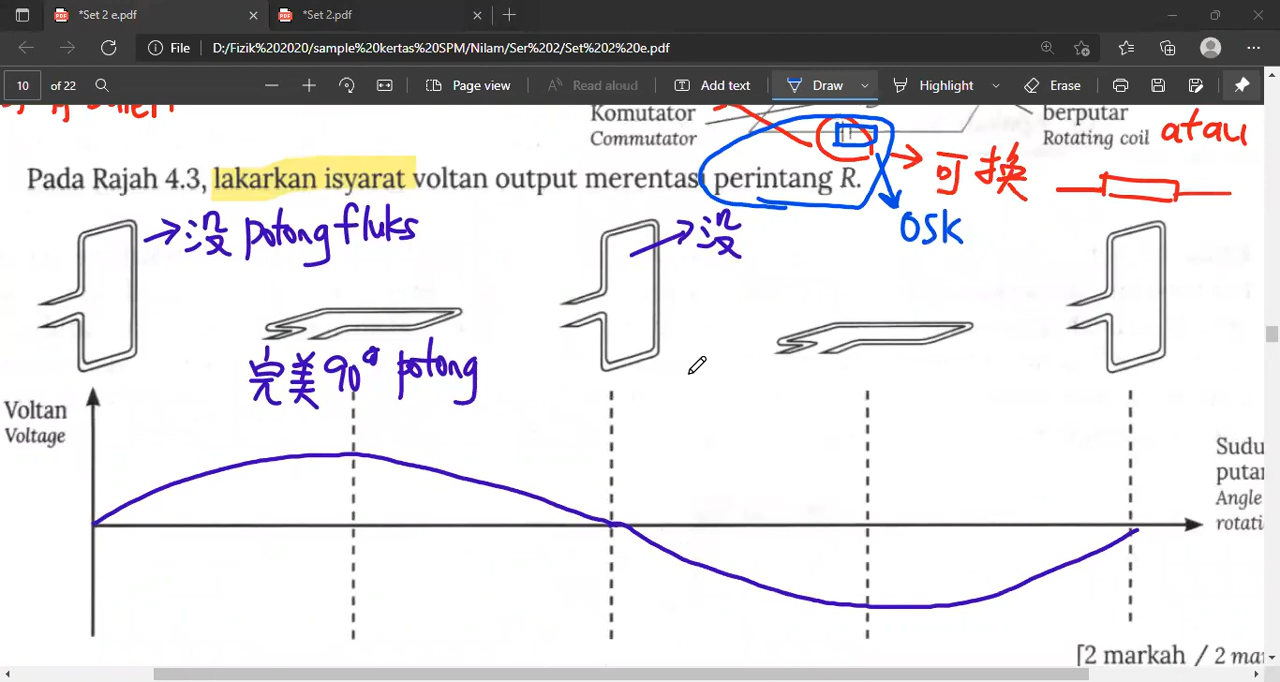 *Set 2 e.pdf
*Set 2.pdf
File D:/Fizik%202020/sample%20kertas%20SPM/Nilam/Ser%202/Set%202%20e.pdf
10 of 22 Page view Read aloud Add text Draw Highlight Erase
Komutator
Commutator
berputar
Rotating coil
atau
可换
Pada Rajah 4.3, lakarkan isyarat voltan output merentasi perintang R.
OSK
没 potong fluks
没
完美 90° potong
Voltan
Voltage
Sudu
putar
Angle
rotati
[2 markah / 2 mar